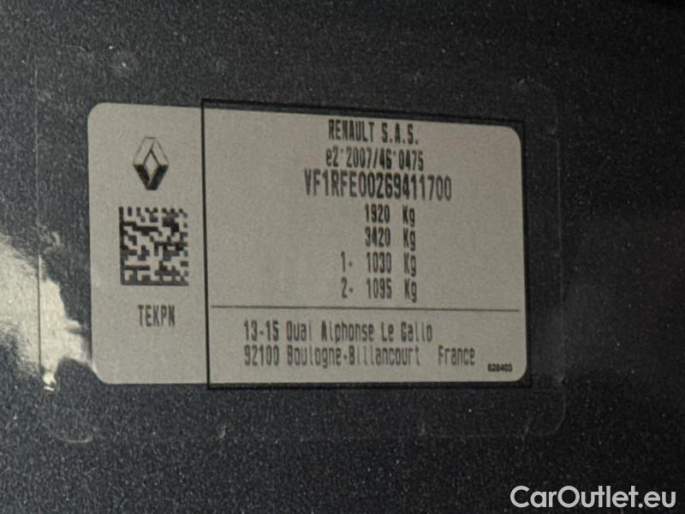 RENAULT S.A.S.
e2*2007/46*0475
VF1RFE00269411700
1920 Kg
3420 Kg
1- 1030 Kg
2- 1095 Kg
TEKPN
13-15 Quai Alphonse Le Gallo
92100 Boulogne-Billancourt France
CarOutlet.eu